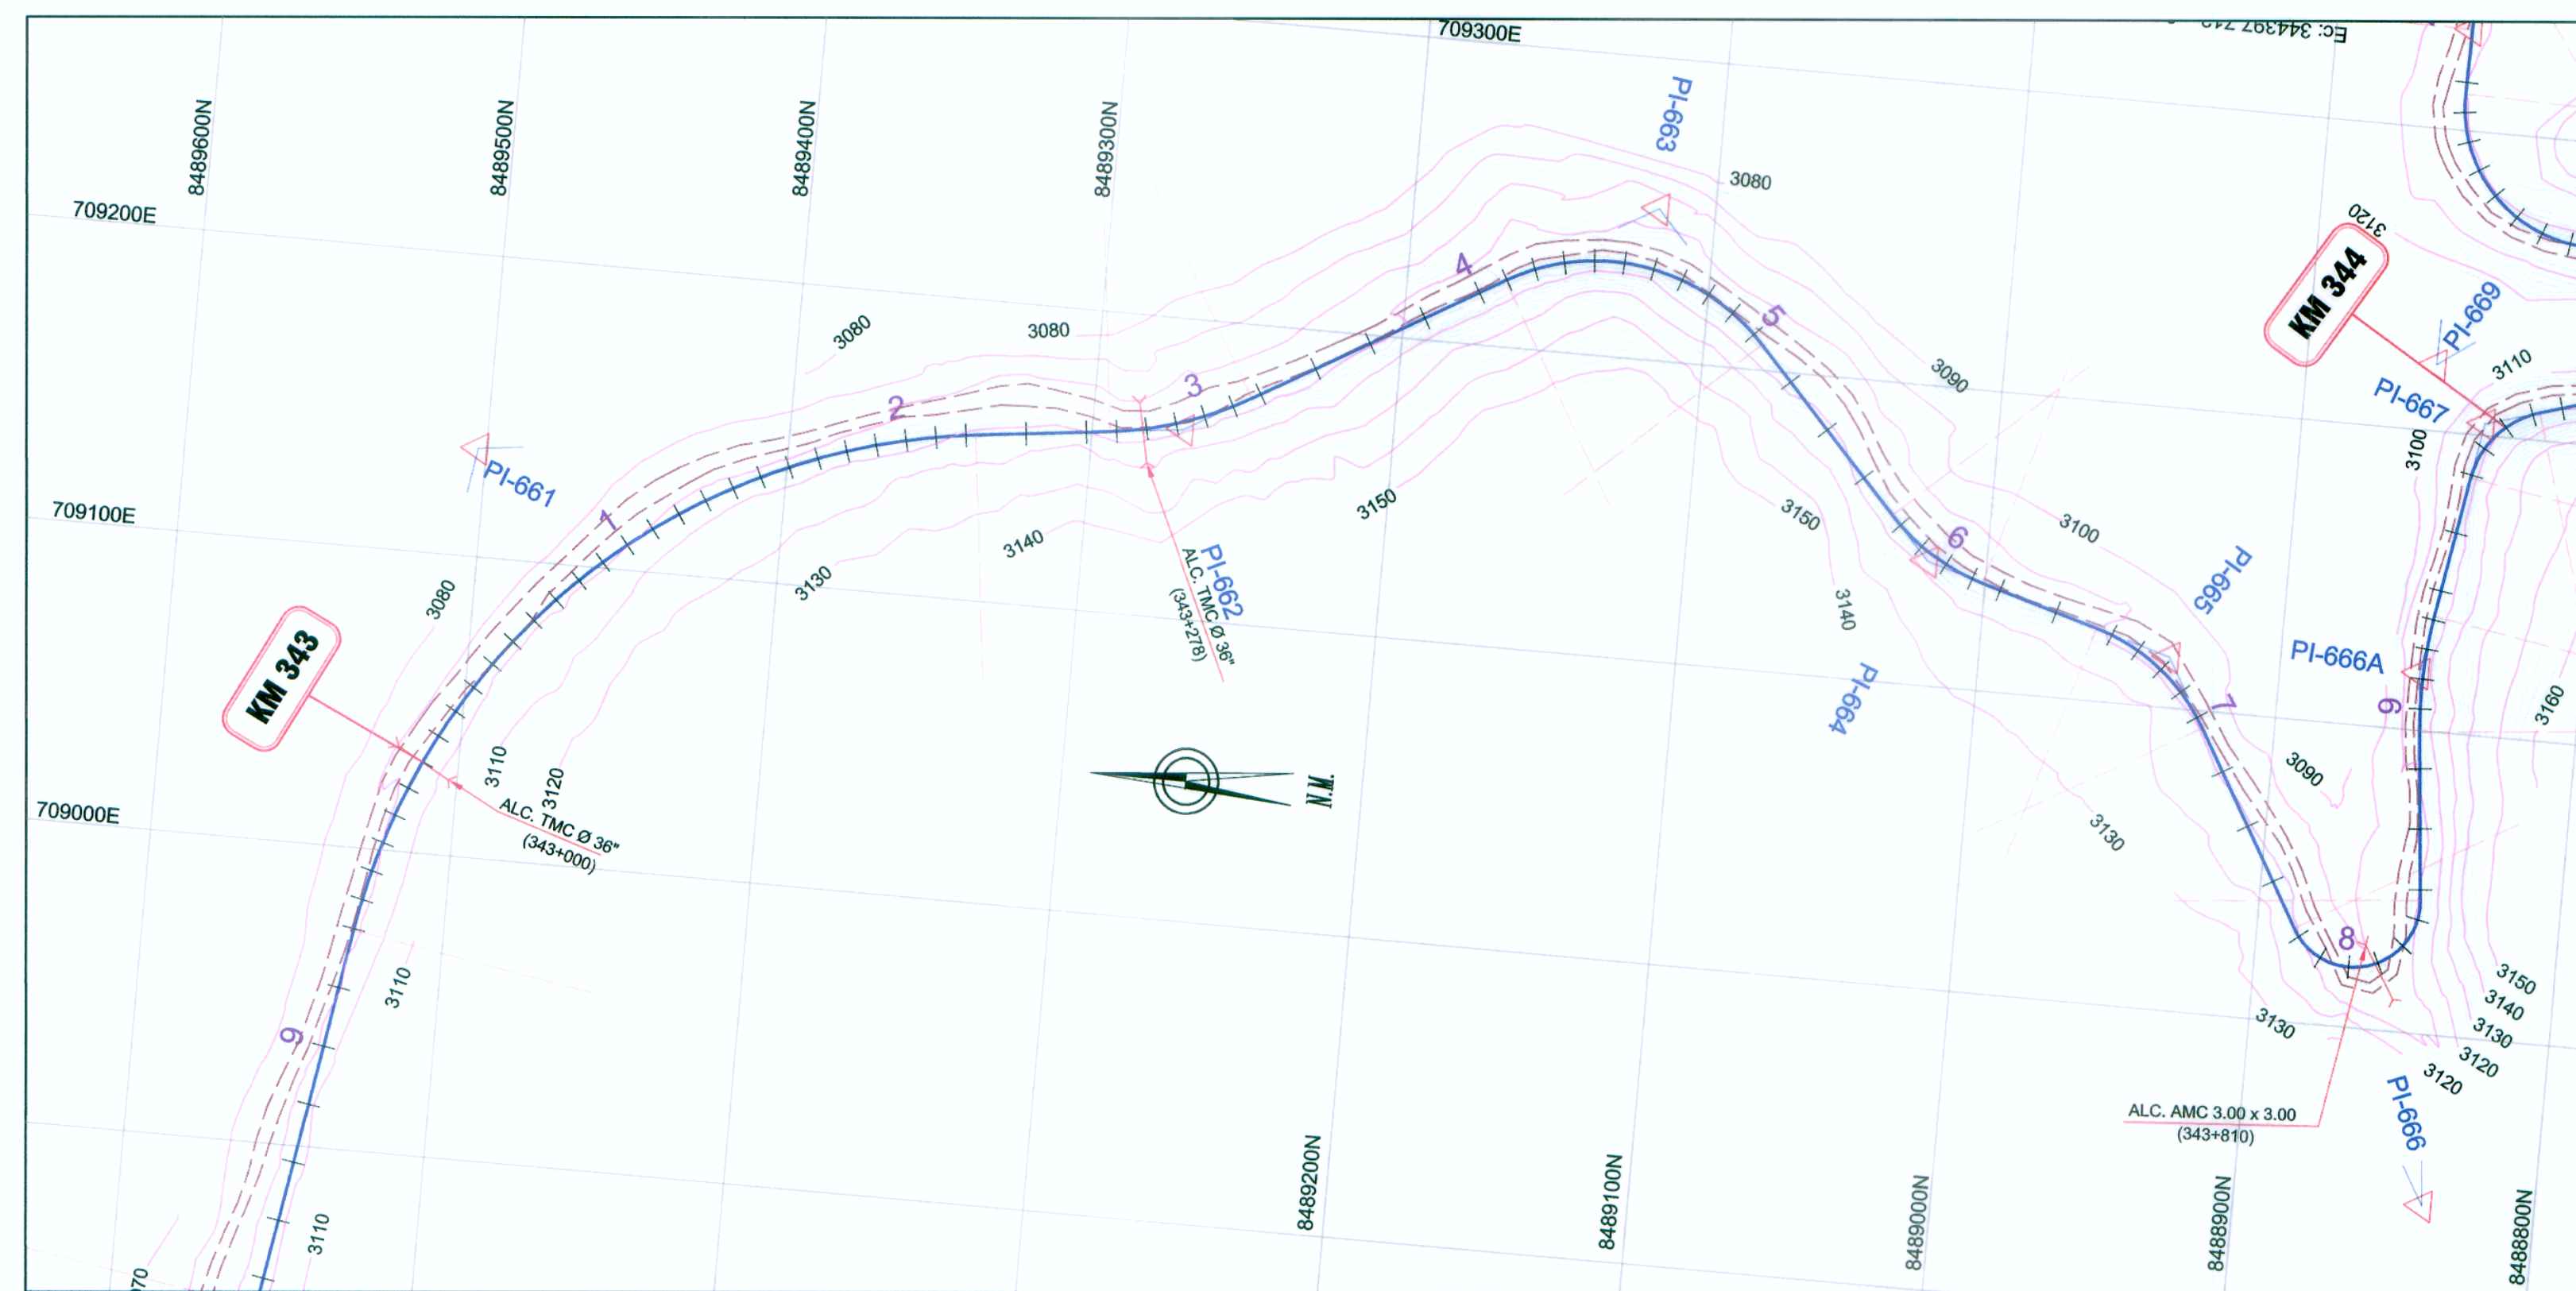 709300E
Ec: 344397.712
8489600N
8489500N
8489400N
8489300N
PI-663
3080
709200E
3120
KM 344
PI-669
3110
PI-667
3100
3080
3080
4
5
3090
3
2
PI-661
709100E
1
3150
3140
3130
3150
6
3100
PI-662
ALC. TMC Ø 36"
(343+278)
PI-665
3080
KM 343
3140
PI-664
PI-666A
9
7
3160
3110
3120
ALC. TMC Ø 36"
(343+000)
709000E
N.M.
3090
3130
3110
9
8
3150
3140
3130
3120
3120
3130
PI-666
ALC. AMC 3.00 x 3.00
(343+810)
3110
8489200N
8489100N
8489000N
8488900N
8488800N